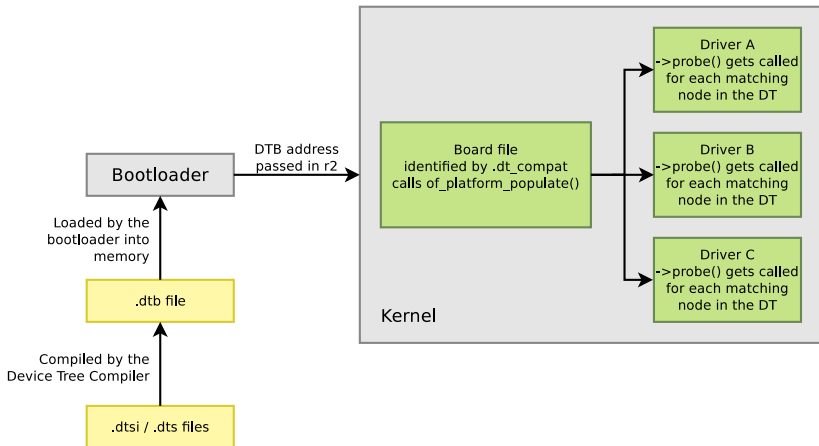 Driver A
->probe() gets called
for each matching
node in the DT
DTB address
passed in r2
Board file
identified by .dt_compat
calls of_platform_populate()
Driver B
->probe() gets called
for each matching
node in the DT
Bootloader
Loaded by the
bootloader into
memory
Driver C
->probe() gets called
for each matching
node in the DT
.dtb file
Kernel
Compiled by the
Device Tree Compiler
.dtsi / .dts files